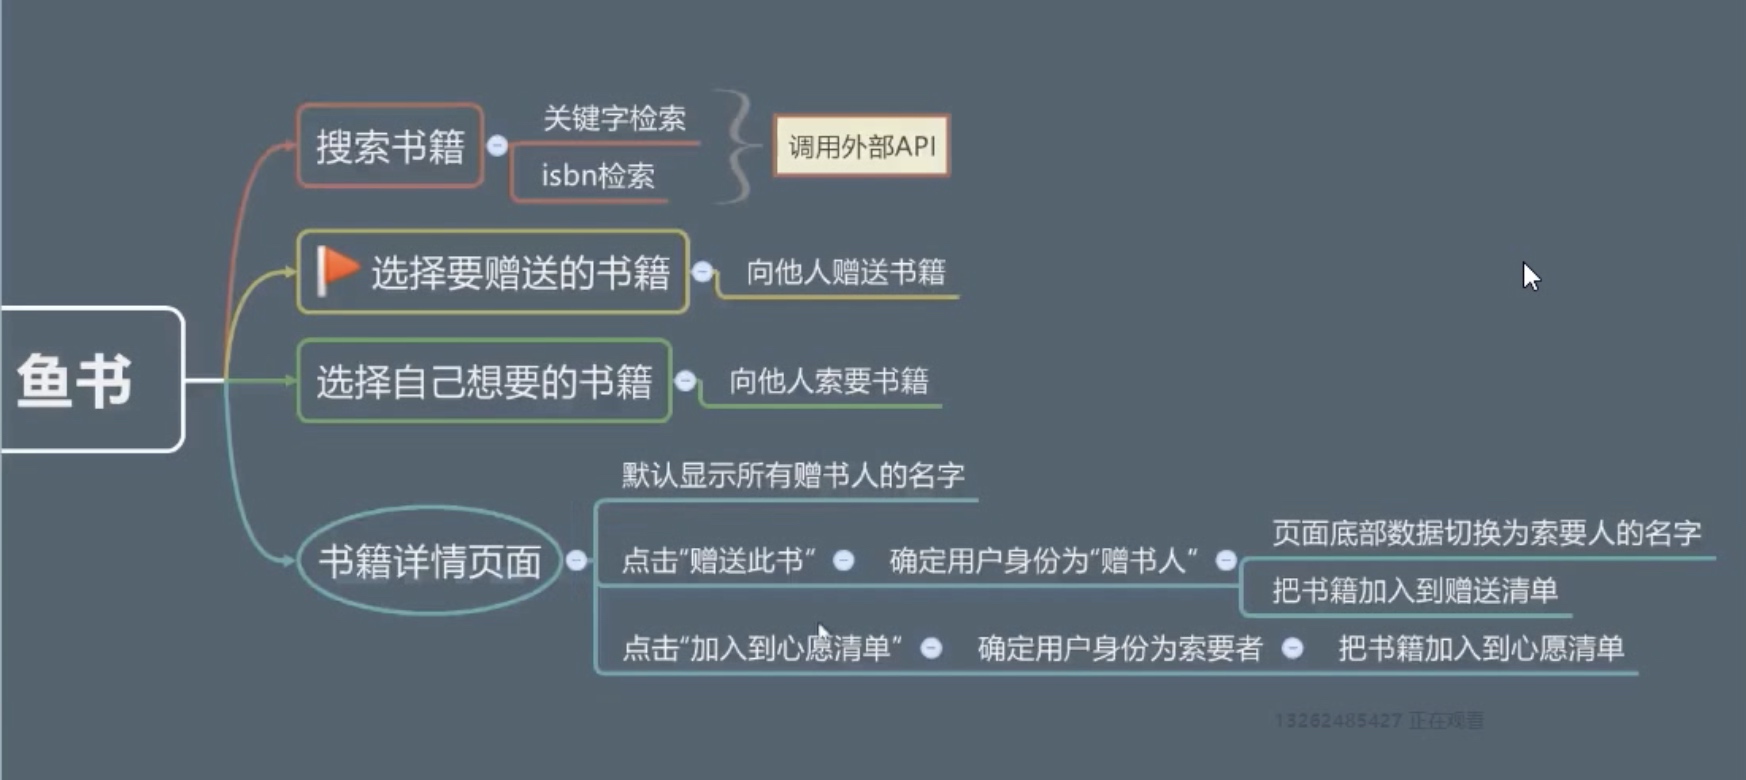 鱼书
搜索书籍
关键字检索
isbn检索
调用外部API
选择要赠送的书籍
向他人赠送书籍
选择自己想要的书籍
向他人索要书籍
书籍详情页面
默认显示所有赠书人的名字
点击“赠送此书”
确定用户身份为“赠书人”
页面底部数据切换为索要人的名字
把书籍加入到赠送清单
点击“加入到心愿清单”
确定用户身份为索要者
把书籍加入到心愿清单
13262485427 正在观看